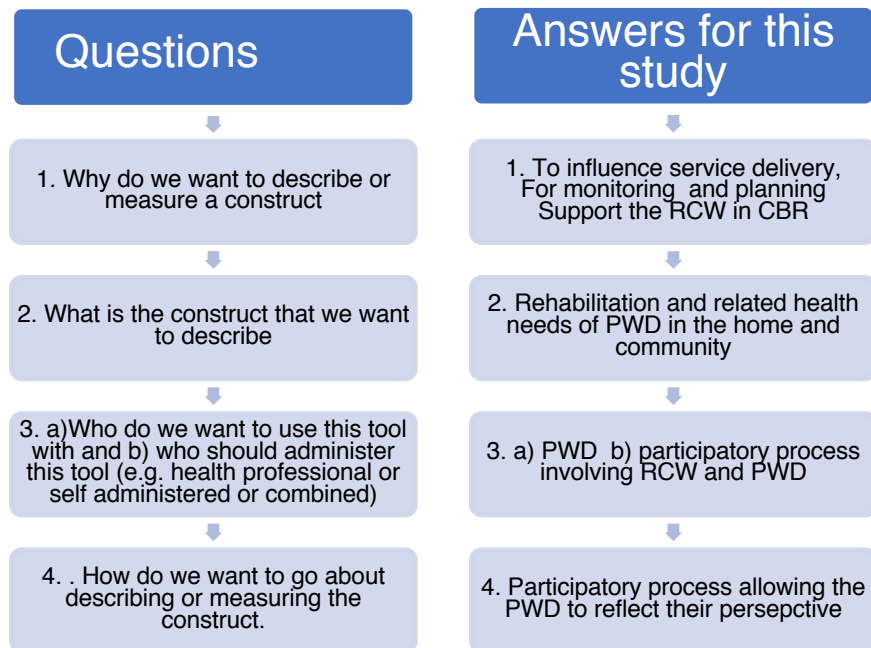 Questions
1. Why do we want to describe or
measure a construct
2. What is the construct that we want
to describe
3. a)Who do we want to use this tool
with and b) who should administer
this tool (e.g. health professional or
self administered or combined)
4. . How do we want to go about
describing or measuring the
construct.
Answers for this
study
1. To influence service delivery,
For monitoring and planning
Support the RCW in CBR
2. Rehabilitation and related health
needs of PWD in the home and
community
3. a) PWD b) participatory process
involving RCW and PWD
4. Participatory process allowing the
PWD to reflect their persepctive